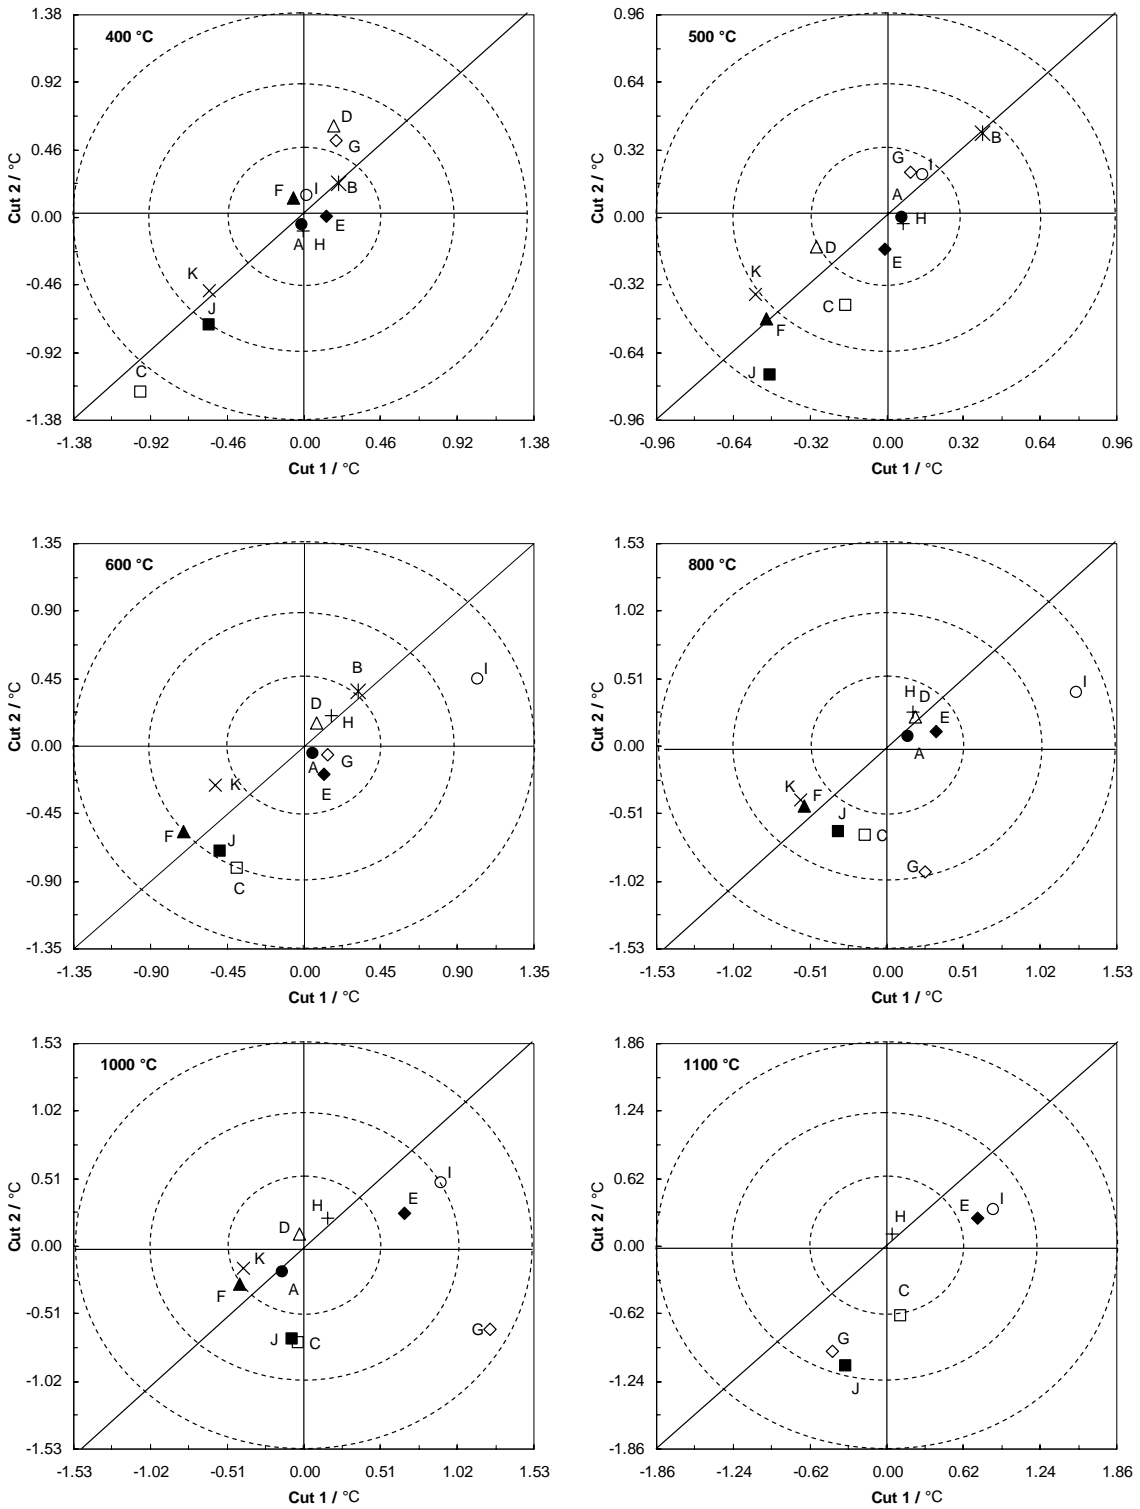 1.38
400 °C
0.92
D
0.46
G
F
I
B
0.00
E
A H
K
-0.46
J
-0.92
C
-1.38
-1.38 -0.92 -0.46 0.00 0.46 0.92 1.38
Cut 1 / °C
Cut 2 / °C
0.96
500 °C
0.64
B
0.32
G
I
A
0.00
H
D
E
-0.32
K
C
F
-0.64
J
-0.96
-0.96 -0.64 -0.32 0.00 0.32 0.64 0.96
Cut 1 / °C
Cut 2 / °C
1.35
600 °C
0.90
B
I
0.45
D
H
0.00
A G
K
E
-0.45
F
J
-0.90
C
-1.35
-1.35 -0.90 -0.45 0.00 0.45 0.90 1.35
Cut 1 / °C
Cut 2 / °C
1.53
800 °C
1.02
I
0.51
H D
E
0.00
A
K F
-0.51
J
C
G
-1.02
-1.53
-1.53 -1.02 -0.51 0.00 0.51 1.02 1.53
Cut 1 / °C
Cut 2 / °C
1.53
1000 °C
1.02
I
0.51
H
E
D
0.00
K
F
A
-0.51
G
J C
-1.02
-1.53
-1.53 -1.02 -0.51 0.00 0.51 1.02 1.53
Cut 1 / °C
Cut 2 / °C
1.86
1100 °C
1.24
0.62
E I
H
0.00
C
-0.62
G
-1.24
J
-1.86
-1.86 -1.24 -0.62 0.00 0.62 1.24 1.86
Cut 1 / °C
Cut 2 / °C